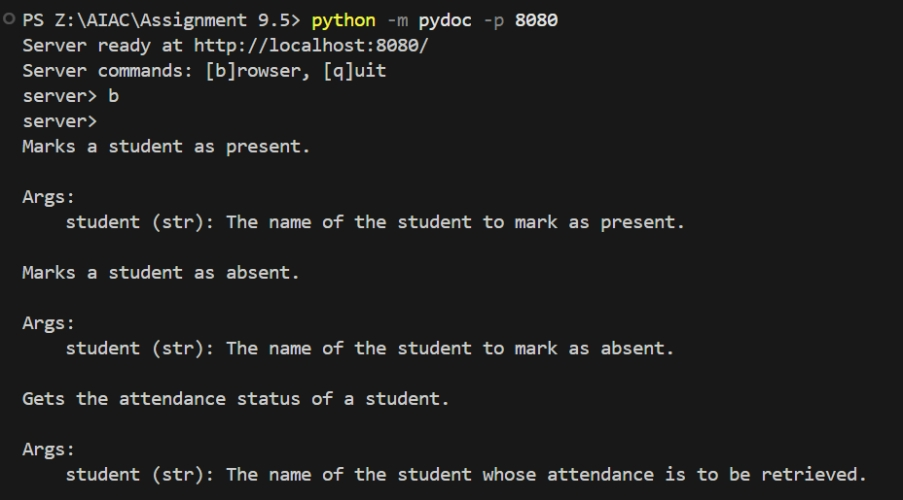 PS Z:\AIAC\Assignment 9.5> python -m pydoc -p 8080
Server ready at http://localhost:8080/
Server commands: [b]rowser, [q]uit
server> b
server>
Marks a student as present.

Args:
    student (str): The name of the student to mark as present.

Marks a student as absent.

Args:
    student (str): The name of the student to mark as absent.

Gets the attendance status of a student.

Args:
    student (str): The name of the student whose attendance is to be retrieved.